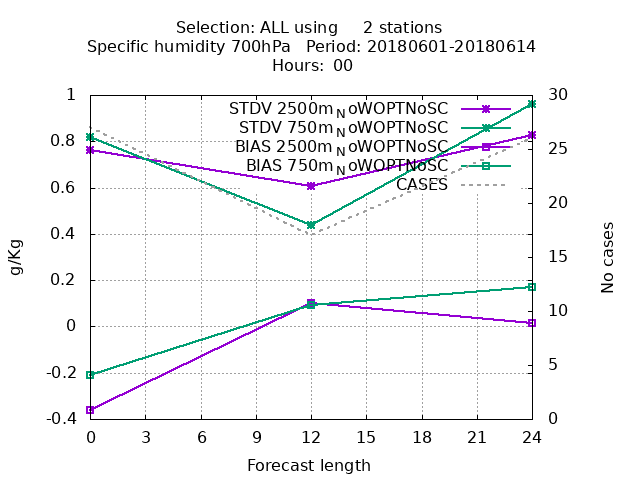 Selection: ALL using     2 stations
Specific humidity 700hPa   Period: 20180601-20180614
Hours: 00
STDV 2500m_NoWOPTNoSC
STDV 750m_NoWOPTNoSC
BIAS 2500m_NoWOPTNoSC
BIAS 750m_NoWOPTNoSC
CASES
1
0.8
0.6
0.4
0.2
0
-0.2
-0.4
g/Kg
30
25
20
15
10
5
0
No cases
0 3 6 9 12 15 18 21 24
Forecast length